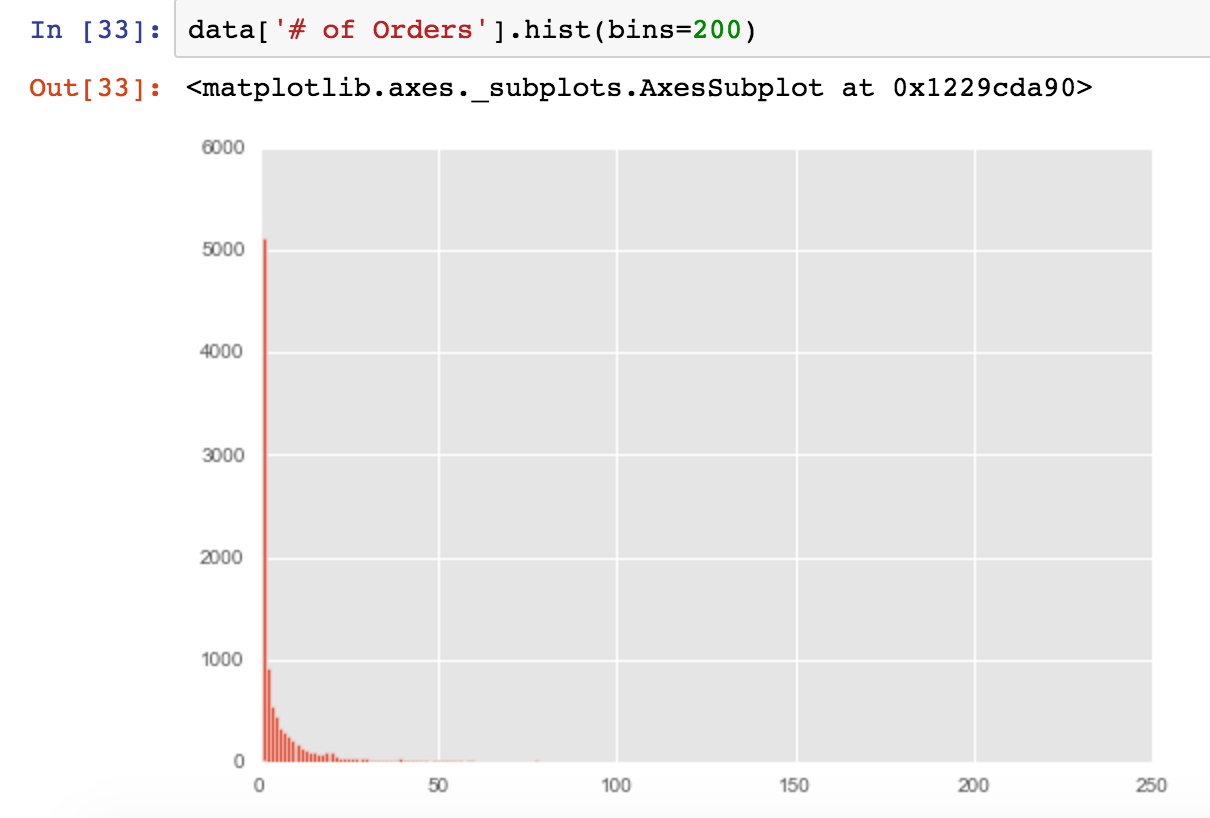 In [33]: data['# of Orders'].hist(bins=200)
Out[33]: <matplotlib.axes._subplots.AxesSubplot at 0x1229cda90>
6000
5000
4000
3000
2000
1000
0
0 50 100 150 200 250